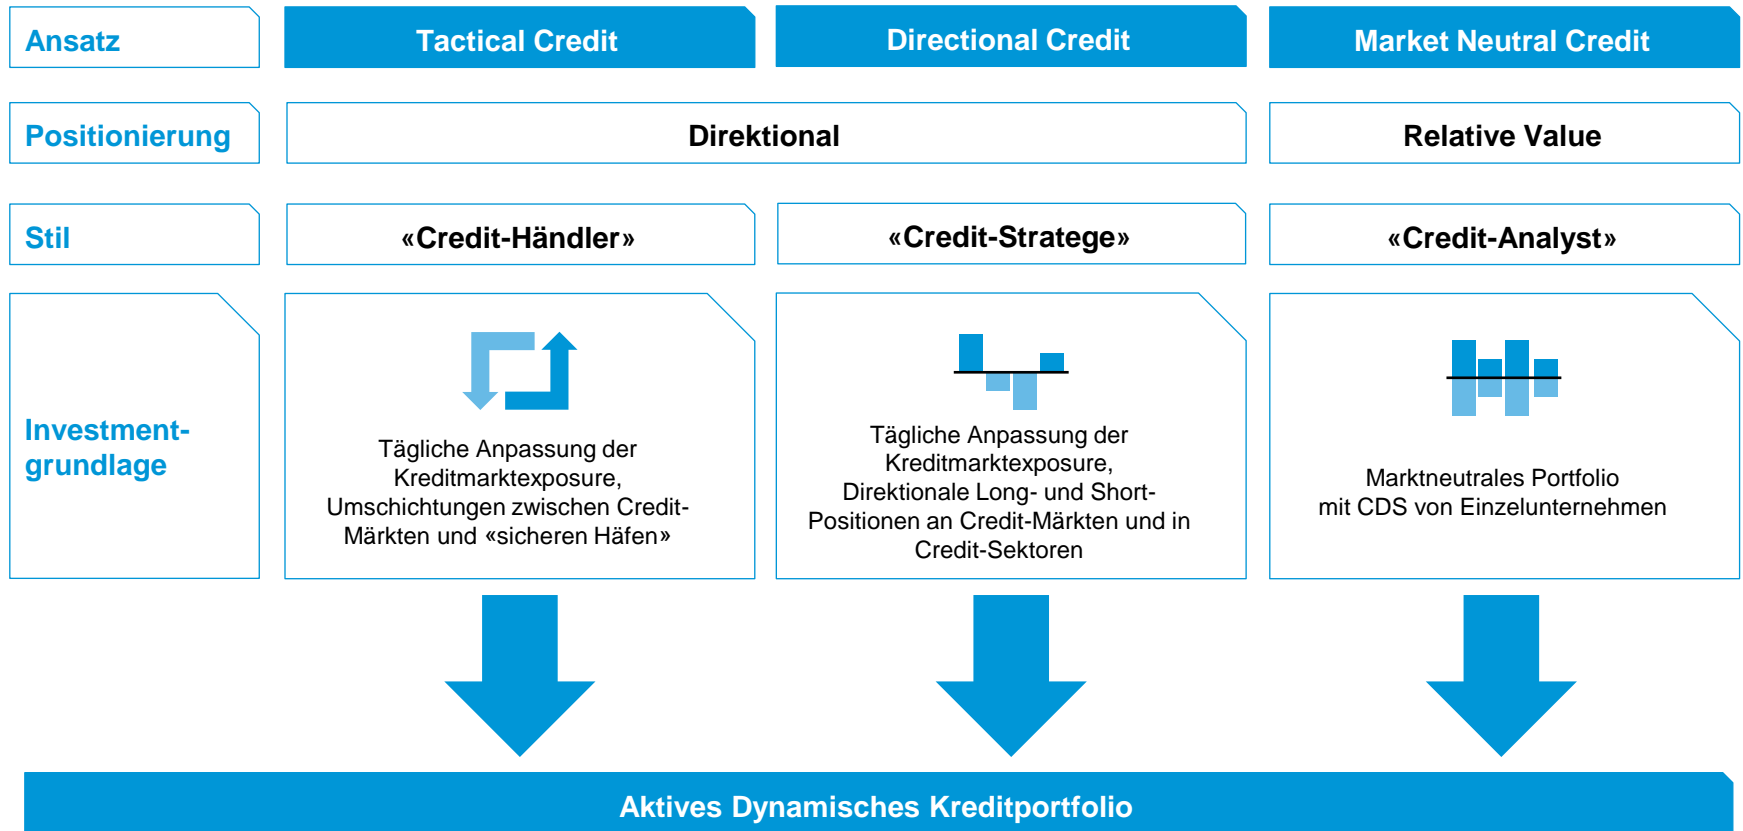 Ansatz
Tactical Credit
Directional Credit
Market Neutral Credit
Positionierung
Direktional
Relative Value
Stil
«Credit-Händler»
«Credit-Stratege»
«Credit-Analyst»
Investment-
grundlage
Tägliche Anpassung der
Kreditmarktexposure,
Umschichtungen zwischen Credit-
Märkten und «sicheren Häfen»
Tägliche Anpassung der
Kreditmarktexposure,
Direktionale Long- und Short-
Positionen an Credit-Märkten und in
Credit-Sektoren
Marktneutrales Portfolio
mit CDS von Einzelunternehmen
Aktives Dynamisches Kreditportfolio